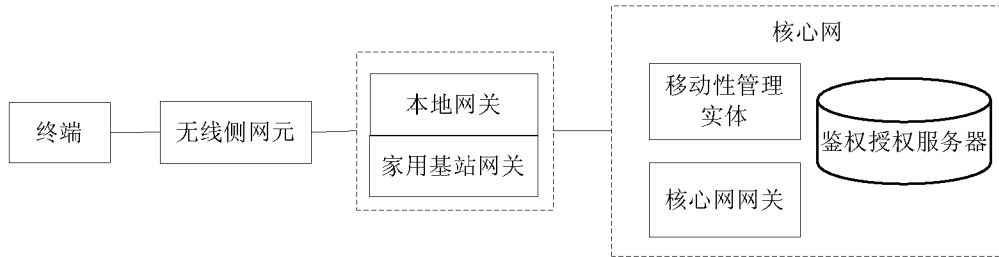 终端
无线侧网元
本地网关
家用基站网关
核心网
移动性管理
实体
核心网网关
鉴权授权服务器